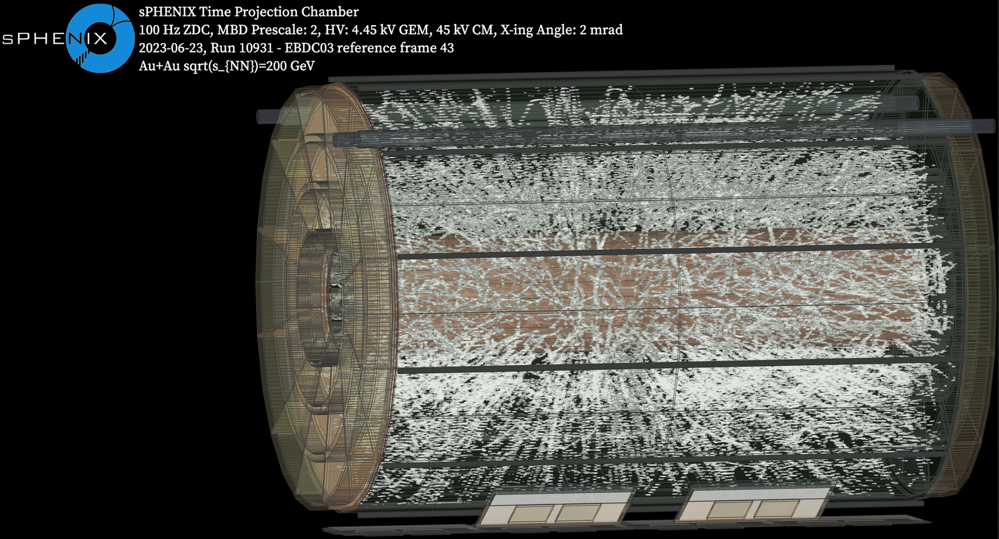 sPHENIX
sPHENIX Time Projection Chamber
100 Hz ZDC, MBD Prescale: 2, HV: 4.45 kV GEM, 45 kV CM, X-ing Angle: 2 mrad
2023-06-23, Run 10931 - EBDC03 reference frame 43
Au+Au sqrt(s_{NN})=200 GeV